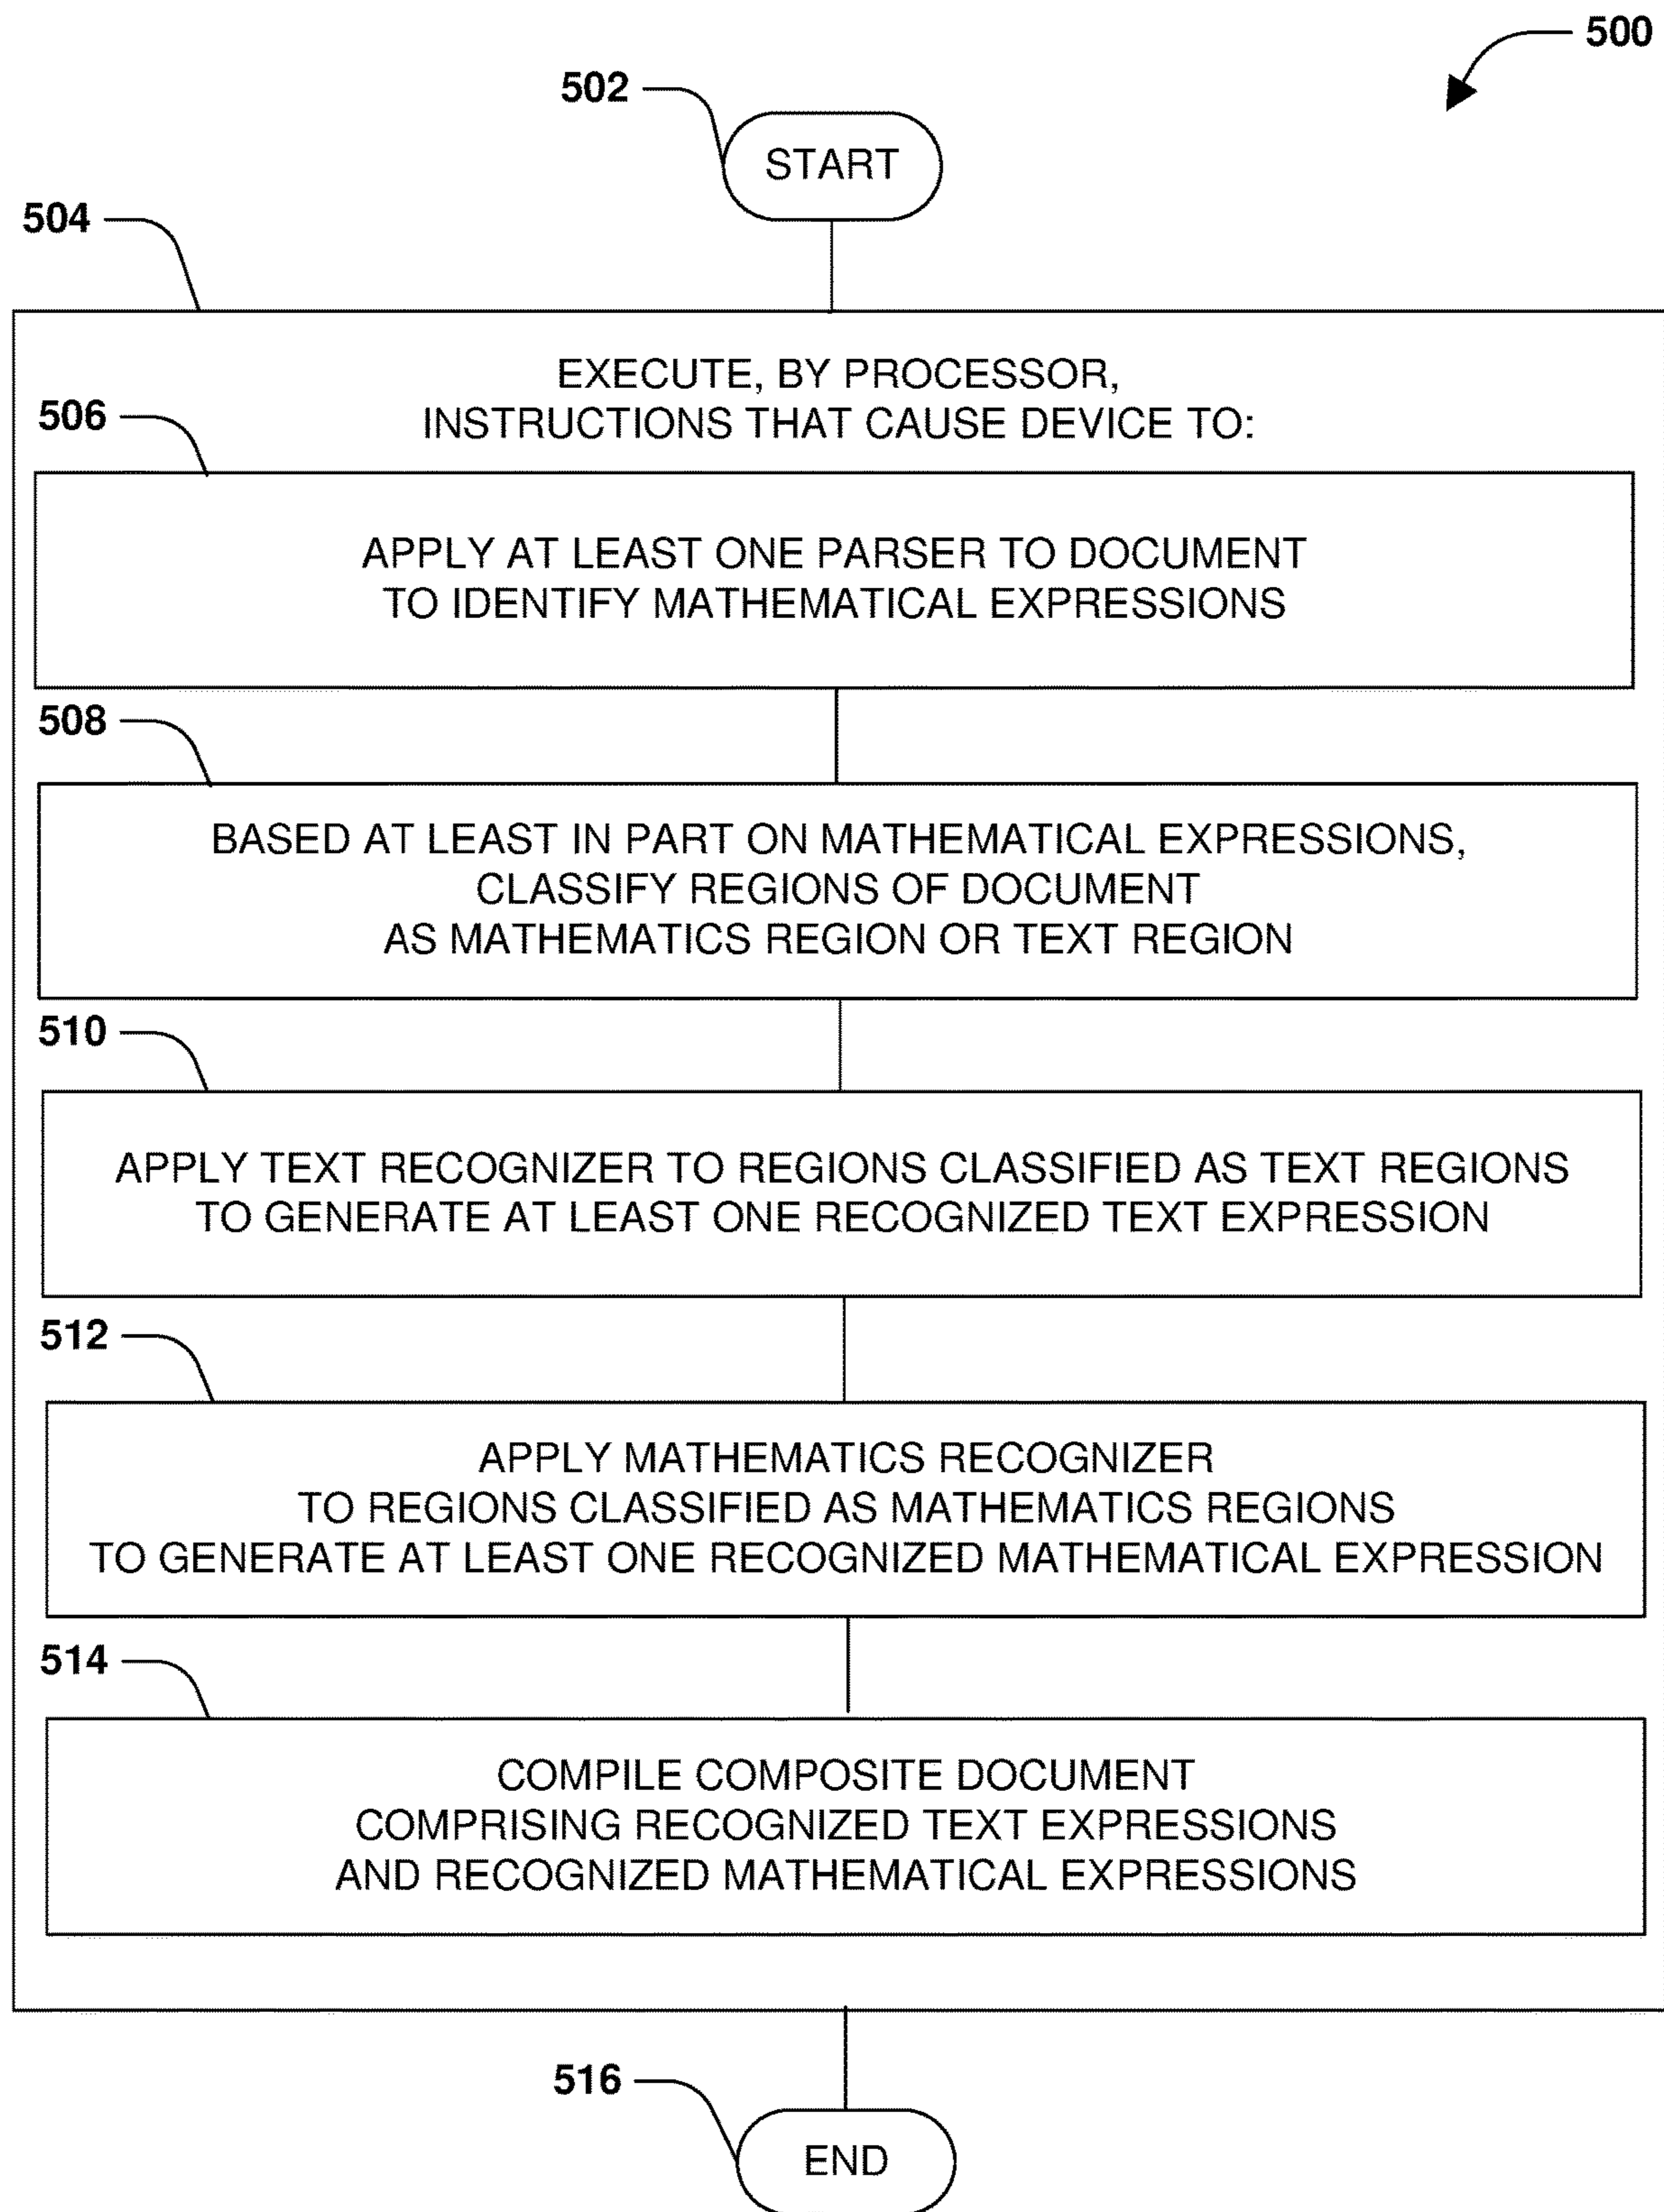 500
502
START
504
EXECUTE, BY PROCESSOR,
INSTRUCTIONS THAT CAUSE DEVICE TO:
506
APPLY AT LEAST ONE PARSER TO DOCUMENT
TO IDENTIFY MATHEMATICAL EXPRESSIONS
508
BASED AT LEAST IN PART ON MATHEMATICAL EXPRESSIONS,
CLASSIFY REGIONS OF DOCUMENT
AS MATHEMATICS REGION OR TEXT REGION
510
APPLY TEXT RECOGNIZER TO REGIONS CLASSIFIED AS TEXT REGIONS
TO GENERATE AT LEAST ONE RECOGNIZED TEXT EXPRESSION
512
APPLY MATHEMATICS RECOGNIZER
TO REGIONS CLASSIFIED AS MATHEMATICS REGIONS
TO GENERATE AT LEAST ONE RECOGNIZED MATHEMATICAL EXPRESSION
514
COMPILE COMPOSITE DOCUMENT
COMPRISING RECOGNIZED TEXT EXPRESSIONS
AND RECOGNIZED MATHEMATICAL EXPRESSIONS
516
END